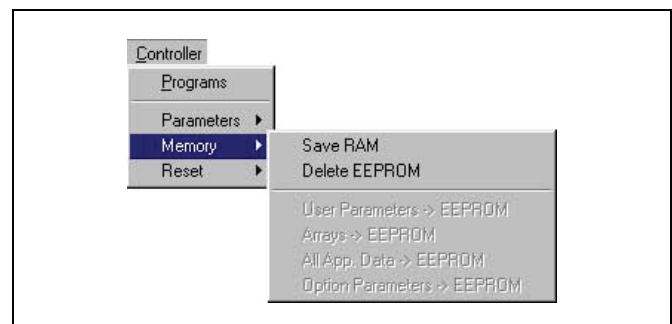 Controller
Programs
Parameters
Memory
Reset
Save RAM
Delete EEPROM
User Parameters -> EEPROM
Arrays -> EEPROM
All App. Data -> EEPROM
Option Parameters -> EEPROM